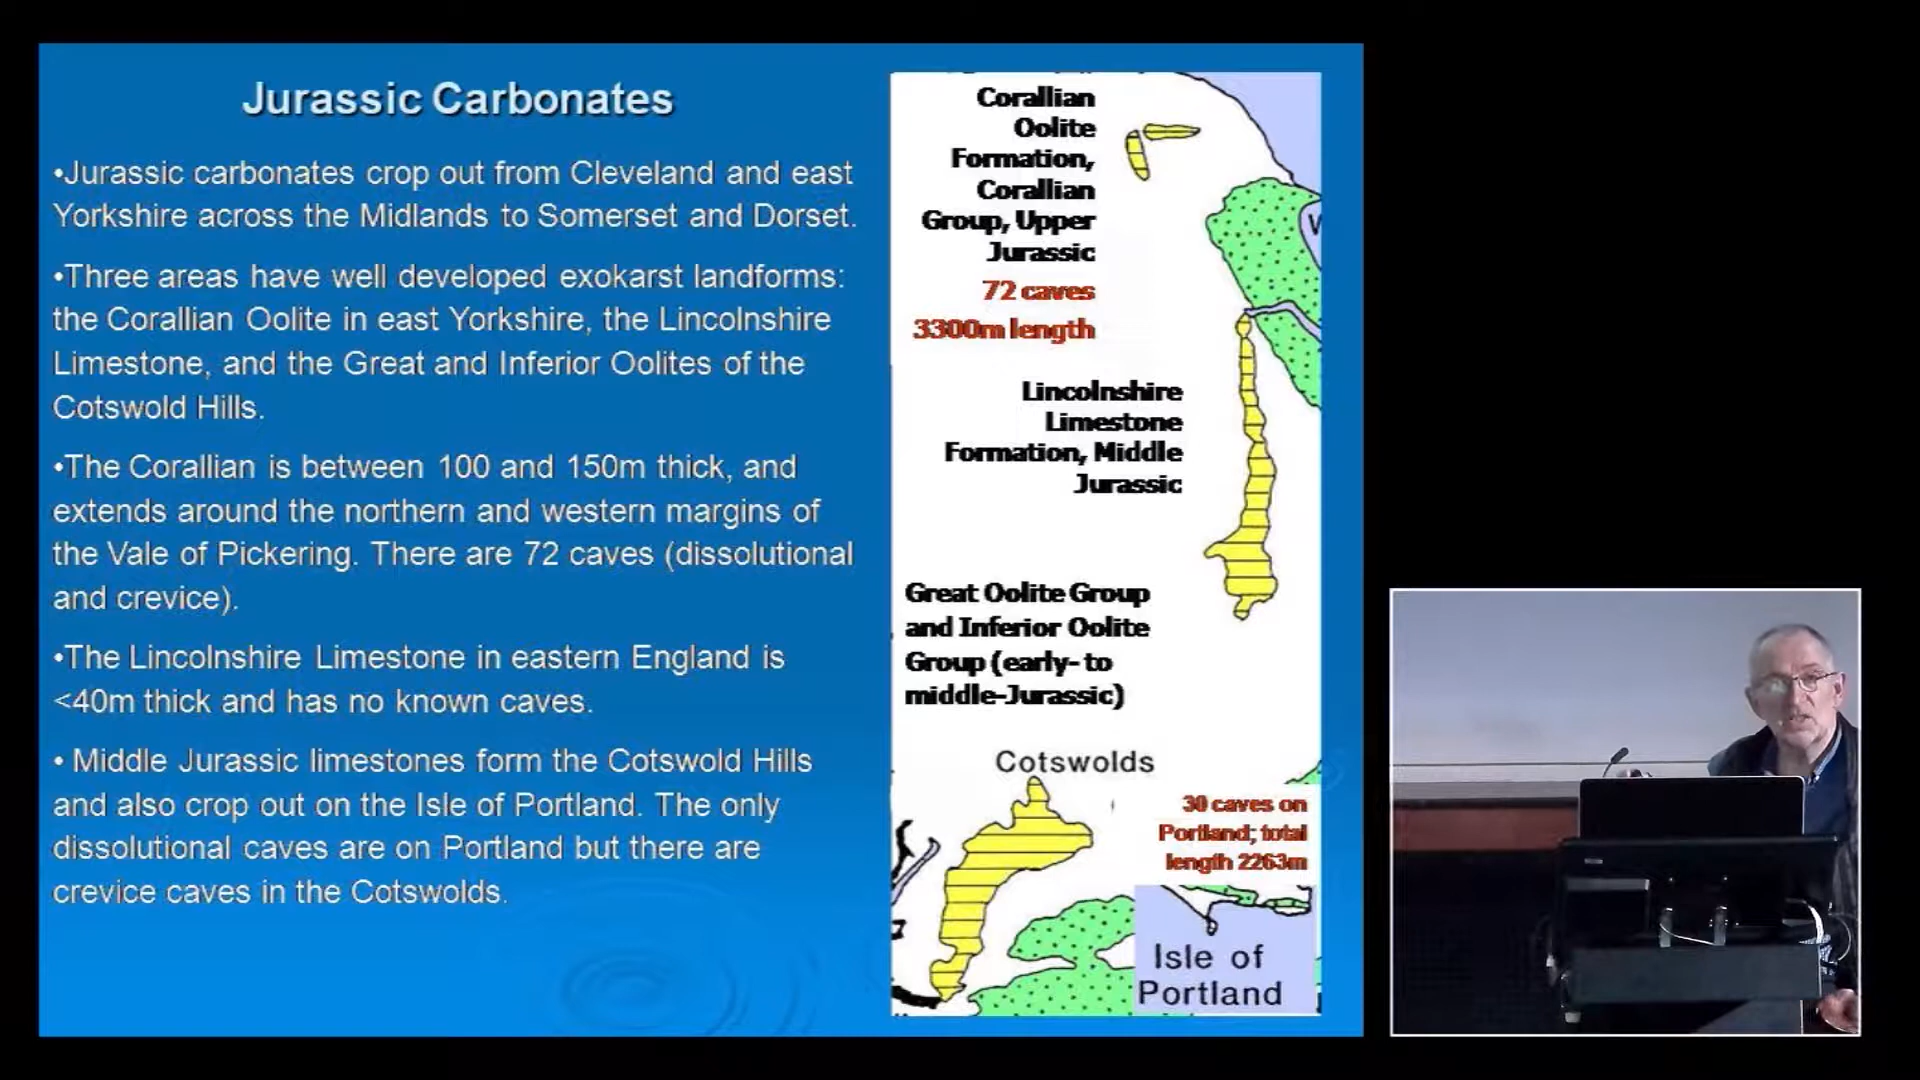 Jurassic Carbonates
•Jurassic carbonates crop out from Cleveland and east
Yorkshire across the Midlands to Somerset and Dorset.
•Three areas have well developed exokarst landforms:
the Corallian Oolite in east Yorkshire, the Lincolnshire
Limestone, and the Great and Inferior Oolites of the
Cotswold Hills.
•The Corallian is between 100 and 150m thick, and
extends around the northern and western margins of
the Vale of Pickering. There are 72 caves (dissolutional
and crevice).
•The Lincolnshire Limestone in eastern England is
<40m thick and has no known caves.
• Middle Jurassic limestones form the Cotswold Hills
and also crop out on the Isle of Portland. The only
dissolutional caves are on Portland but there are
crevice caves in the Cotswolds.
Corallian
Oolite
Formation,
Corallian
Group, Upper
Jurassic
72 caves
3300m length
Lincolnshire
Limestone
Formation, Middle
Jurassic
Great Oolite Group
and Inferior Oolite
Group (early- to
middle-Jurassic)
Cotswolds
30 caves on
Portland; total
length 2263m
Isle of
Portland